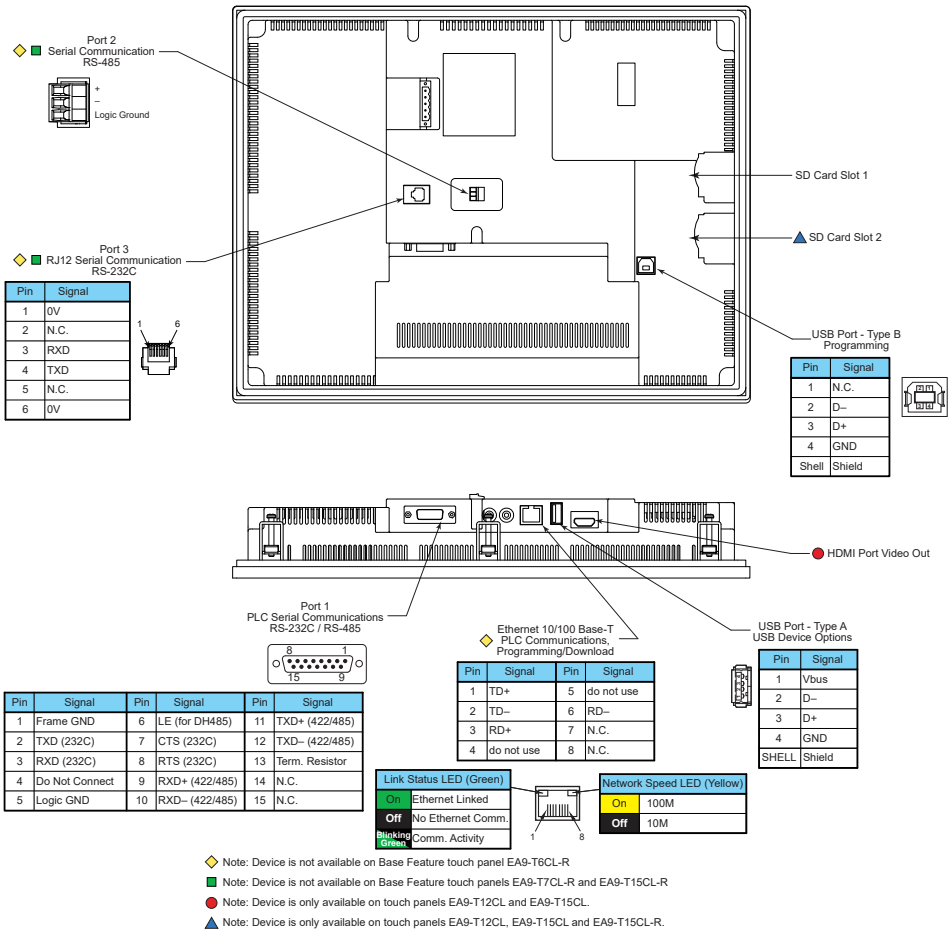 Port 2
Serial Communication
RS-485
+
–
Logic Ground
SD Card Slot 1
SD Card Slot 2
Port 3
RJ12 Serial Communication
RS-232C
Pin Signal
1 0V
2 N.C.
3 RXD
4 TXD
5 N.C.
6 0V
1 6
USB Port - Type B
Programming
Pin Signal
1 N.C.
2 D–
3 D+
4 GND
Shell Shield
2 1
3 4
HDMI Port Video Out
Port 1
PLC Serial Communications
RS-232C / RS-485
8 1
15 9
Pin Signal Pin Signal Pin Signal
1 Frame GND 6 LE (for DH485) 11 TXD+ (422/485)
2 TXD (232C) 7 CTS (232C) 12 TXD– (422/485)
3 RXD (232C) 8 RTS (232C) 13 Term. Resistor
4 Do Not Connect 9 RXD+ (422/485) 14 N.C.
5 Logic GND 10 RXD– (422/485) 15 N.C.
Ethernet 10/100 Base-T
PLC Communications,
Programming/Download
Pin Signal Pin Signal
1 TD+ 5 do not use
2 TD– 6 RD–
3 RD+ 7 N.C.
4 do not use 8 N.C.
USB Port - Type A
USB Device Options
Pin Signal
1 Vbus
2 D–
3 D+
4 GND
SHELL Shield
Link Status LED (Green)
On Ethernet Linked
Off No Ethernet Comm.
Blinking Green Comm. Activity
1 8
Network Speed LED (Yellow)
On 100M
Off 10M
Note: Device is not available on Base Feature touch panel EA9-T6CL-R
Note: Device is not available on Base Feature touch panels EA9-T7CL-R and EA9-T15CL-R
Note: Device is only available on touch panels EA9-T12CL and EA9-T15CL.
Note: Device is only available on touch panels EA9-T12CL, EA9-T15CL and EA9-T15CL-R.